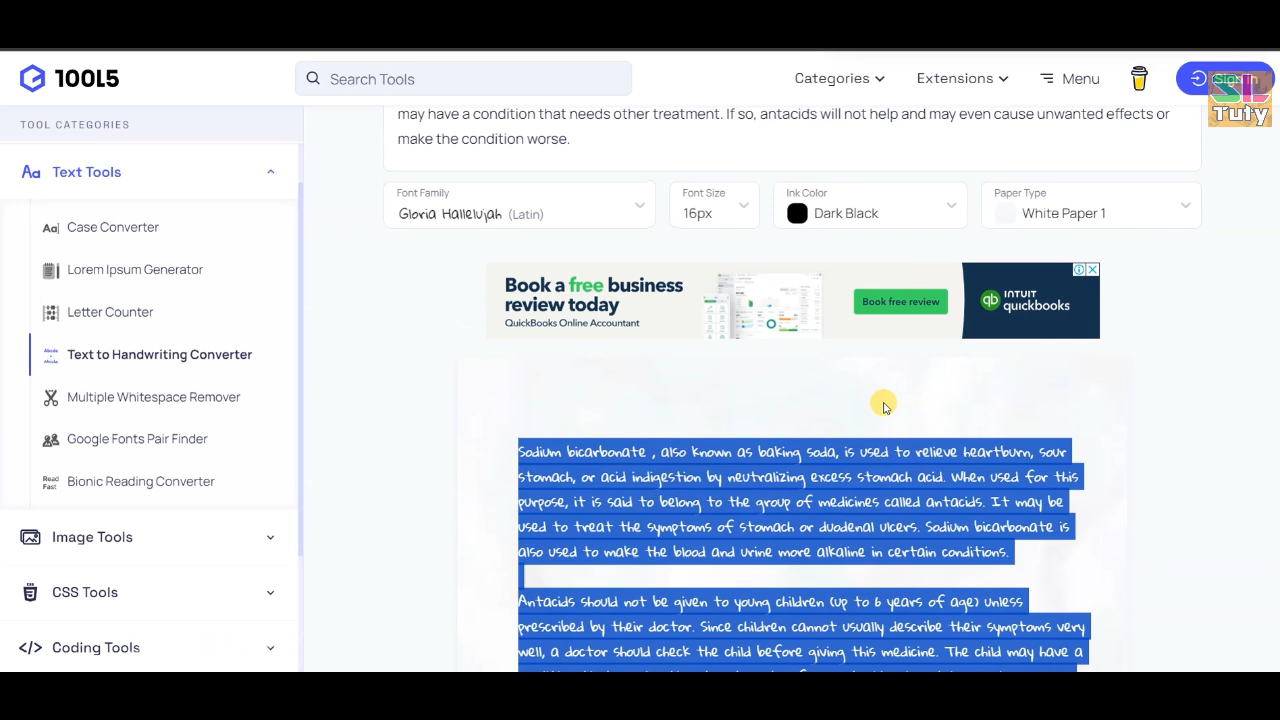 10015
Search Tools
Categories
Extensions
Menu
Sign in
SL
Tufy
TOOL CATEGORIES
Text Tools
Case Converter
Lorem Ipsum Generator
Letter Counter
Text to Handwriting Converter
Multiple Whitespace Remover
Google Fonts Pair Finder
Read
Fast
Bionic Reading Converter
Image Tools
CSS Tools
Coding Tools
may have a condition that needs other treatment. If so, antacids will not help and may even cause unwanted effects or
make the condition worse.
Font Family
Gloria Hallelujah (Latin)
Font Size
16px
Ink Color
Dark Black
Paper Type
White Paper 1
Book a free business
review today
QuickBooks Online Accountant
Book free review
INTUIT
quickbooks
Sodium bicarbonate , also known as baking soda, is used to relieve heartburn, sour
stomach, or acid indigestion by neutralizing excess stomach acid. When used for this
purpose, it is said to belong to the group of medicines called antacids. It may be
used to treat the symptoms of stomach or duodenal ulcers. Sodium bicarbonate is
also used to make the blood and urine more alkaline in certain conditions.
Antacids should not be given to young children (up to 6 years of age) unless
prescribed by their doctor. Since children cannot usually describe their symptoms very
well, a doctor should check the child before giving this medicine. The child may have a